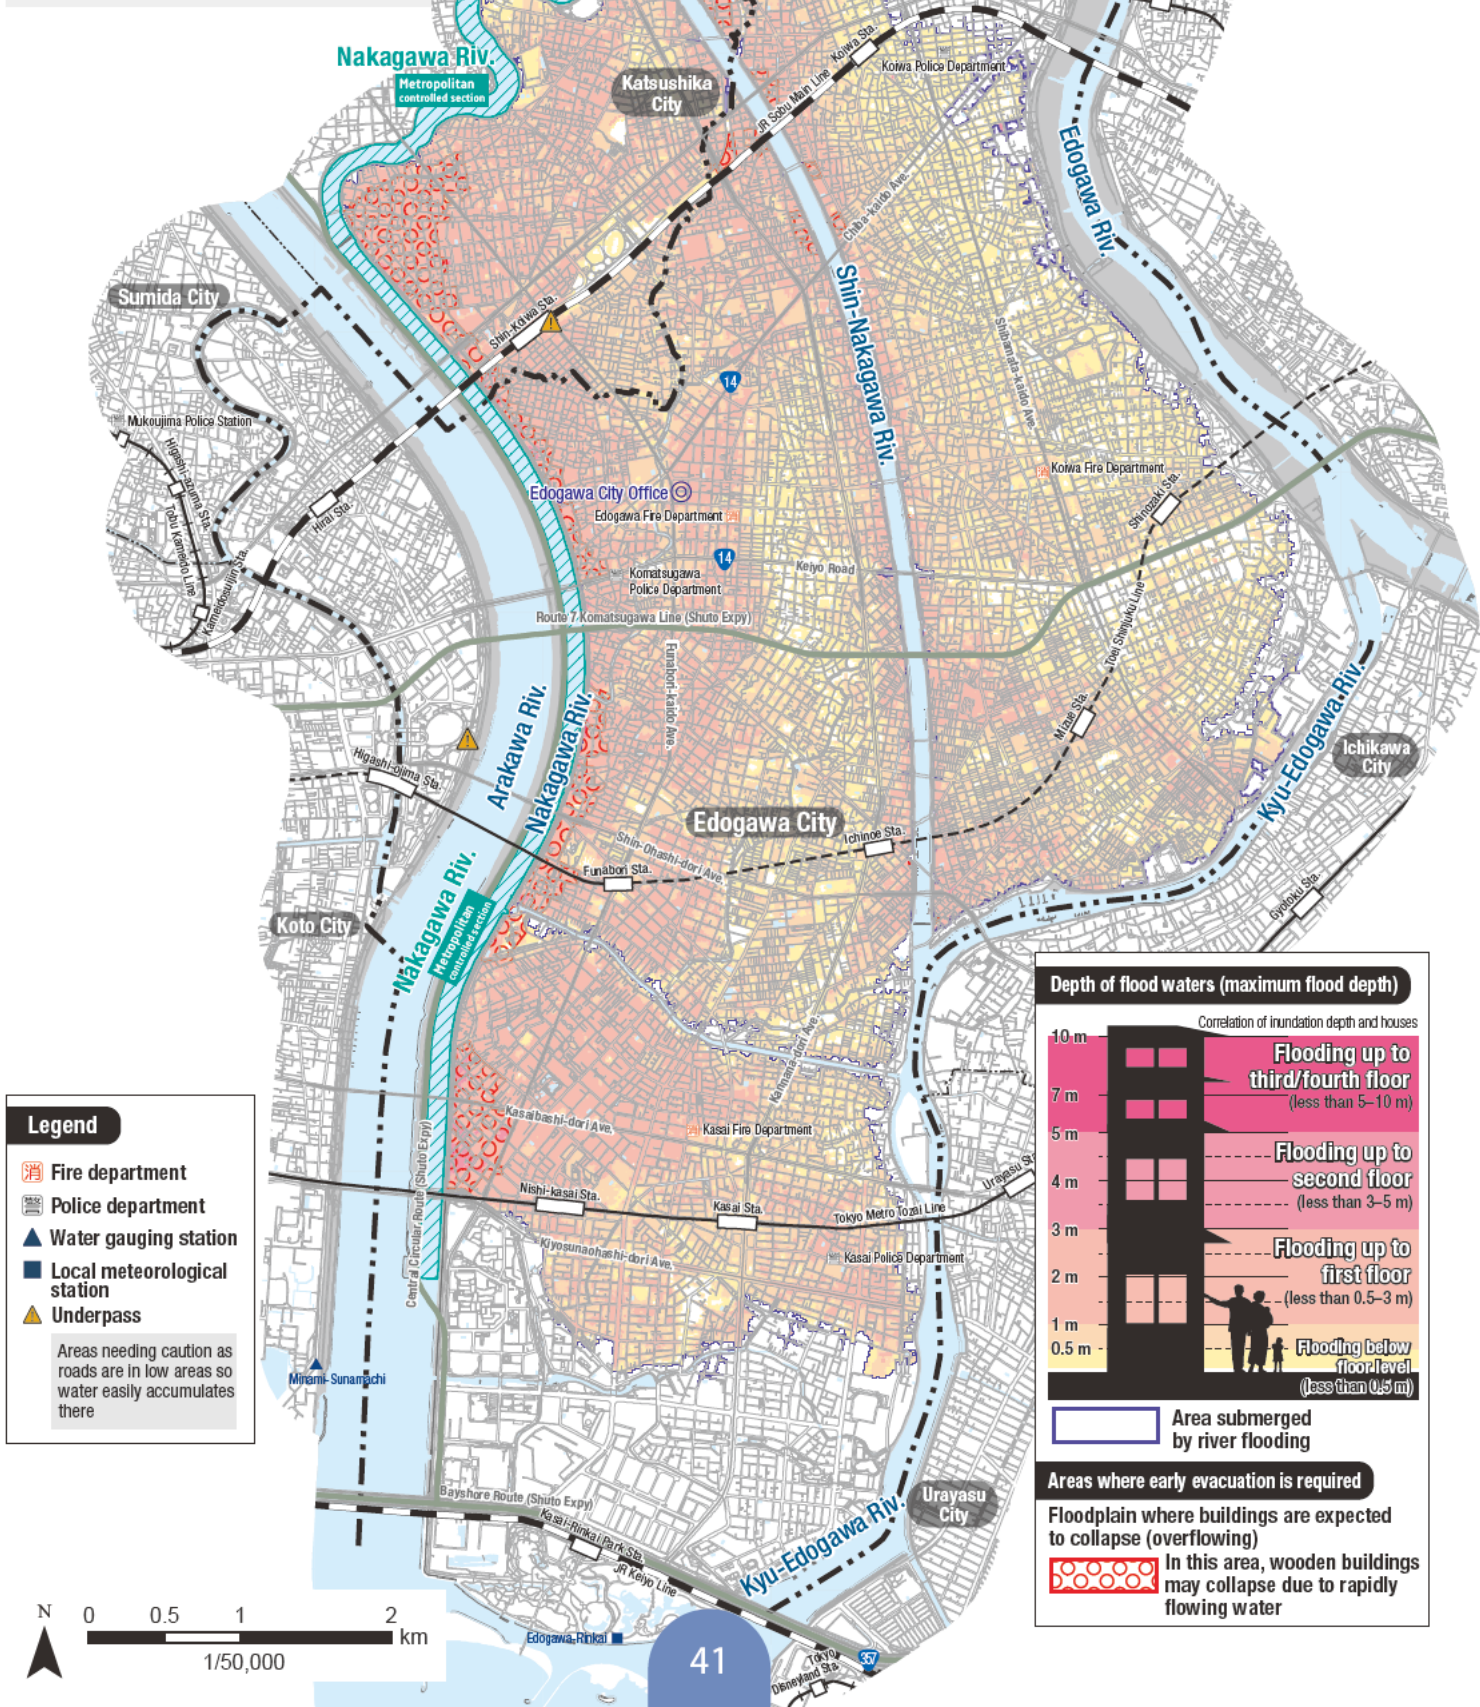 Nakagawa Riv.
Metropolitan
controlled section
Katsushika
City
JR Sobu Main Line
Koiwa Sta.
Koiwa Police Department
Edogawa Riv.
Chiba-kaido Ave.
Sumida City
Shin-Koiwa Sta.
Shin-Nakagawa Riv.
Shibamata-kaido Ave.
14
Mukoujima Police Station
Higashi-azuma Sta.
Tobu Kameido Line
Hirai Sta.
Kameidosuijin Sta.
Edogawa City Office
Edogawa Fire Department
Koiwa Fire Department
Shinozaki Sta.
14
Komatsugawa
Police Department
Keiyo Road
Route 7 Komatsugawa Line (Shuto Expy)
Funabori-kaido Ave.
Toei Shinjuku Line
Mizue Sta.
Arakawa Riv.
Nakagawa Riv.
Higashi-ojima Sta.
Kyu-Edogawa Riv.
Ichikawa
City
Edogawa City
Ichinoe Sta.
Shin-Ohashi-dori Ave.
Funabori Sta.
Gyotoku Sta.
Koto City
Nakagawa Riv.
Metropolitan
controlled section
Kannana-dori Ave.
Kasaibashi-dori Ave.
Kasai Fire Department
Central Circular Route (Shuto Expy)
Nishi-kasai Sta.
Kasai Sta.
Tokyo Metro Tozai Line
Urayasu Sta.
Kiyosunaohashi-dori Ave.
Kasai Police Department
Minami-Sunamachi
Bayshore Route (Shuto Expy)
Kasai-Rinkai Park Sta.
JR Keiyo Line
Kyu-Edogawa Riv.
Urayasu
City
Edogawa-Rinkai
357
Tokyo
Disneyland Sta.
Legend
消 Fire department
警 Police department
Water gauging station
Local meteorological
station
Underpass
Areas needing caution as
roads are in low areas so
water easily accumulates
there
N
0 0.5 1 2
km
1/50,000
41
Depth of flood waters (maximum flood depth)
Correlation of inundation depth and houses
10 m
Flooding up to
third/fourth floor
(less than 5–10 m)
7 m
5 m
Flooding up to
second floor
(less than 3–5 m)
4 m
3 m
Flooding up to
first floor
(less than 0.5–3 m)
2 m
1 m
0.5 m
Flooding below
floor level
(less than 0.5 m)
Area submerged
by river flooding
Areas where early evacuation is required
Floodplain where buildings are expected
to collapse (overflowing)
In this area, wooden buildings
may collapse due to rapidly
flowing water